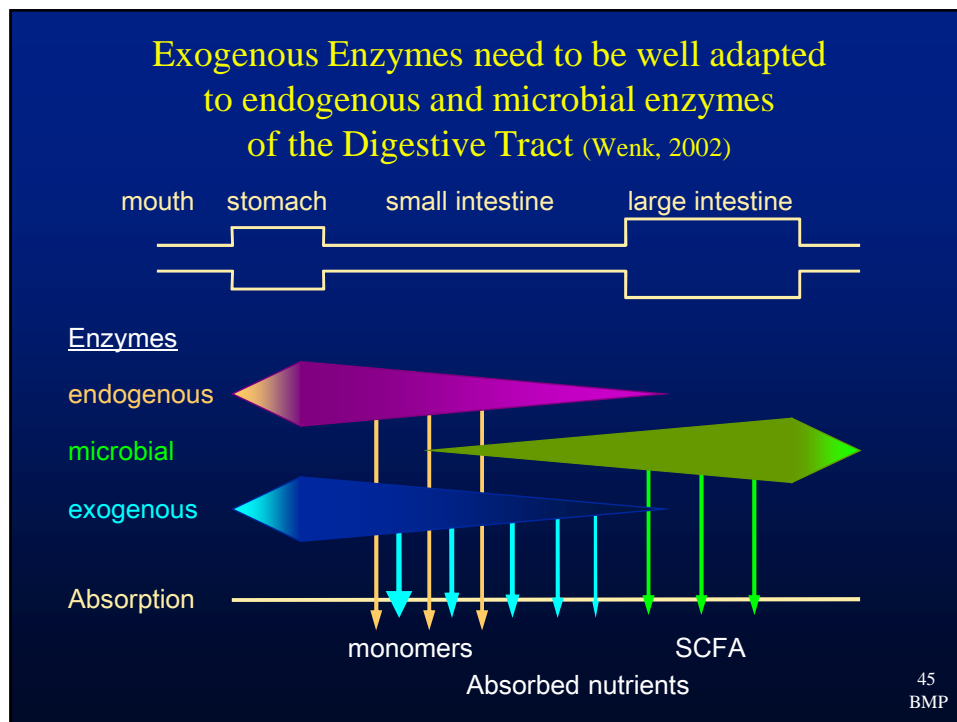 Exogenous Enzymes need to be well adapted
to endogenous and microbial enzymes
of the Digestive Tract (Wenk, 2002)
mouth stomach small intestine large intestine
Enzymes
endogenous
microbial
exogenous
Absorption
monomers SCFA
Absorbed nutrients
45
BMP